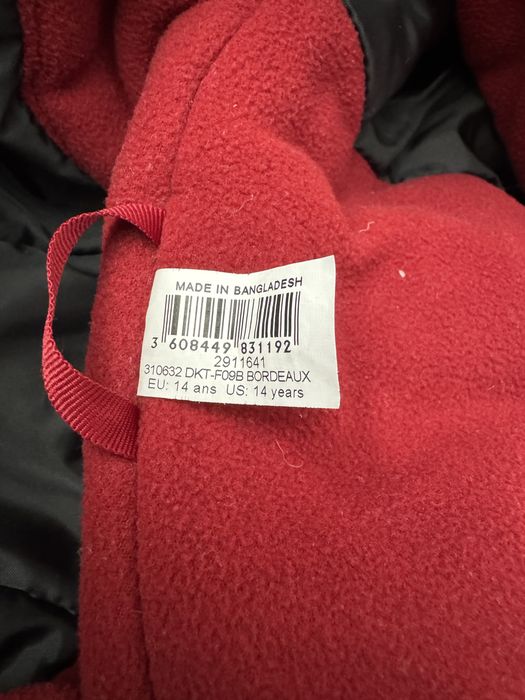 MADE IN BANGLADESH
3 608449 831192
2911641
310632 DKT-F09B BORDEAUX
EU: 14 ans US: 14 years